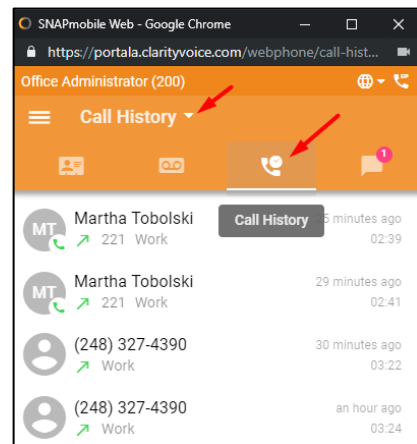 SNAPmobile Web - Google Chrome
https://portala.clarityvoice.com/webphone/call-hist...
Office Administrator (200)
Call History
1
Call History
MT Martha Tobolski 5 minutes ago
221 Work 02:39
MT Martha Tobolski 29 minutes ago
221 Work 02:41
(248) 327-4390 30 minutes ago
Work 03:22
(248) 327-4390 an hour ago
Work 03:24